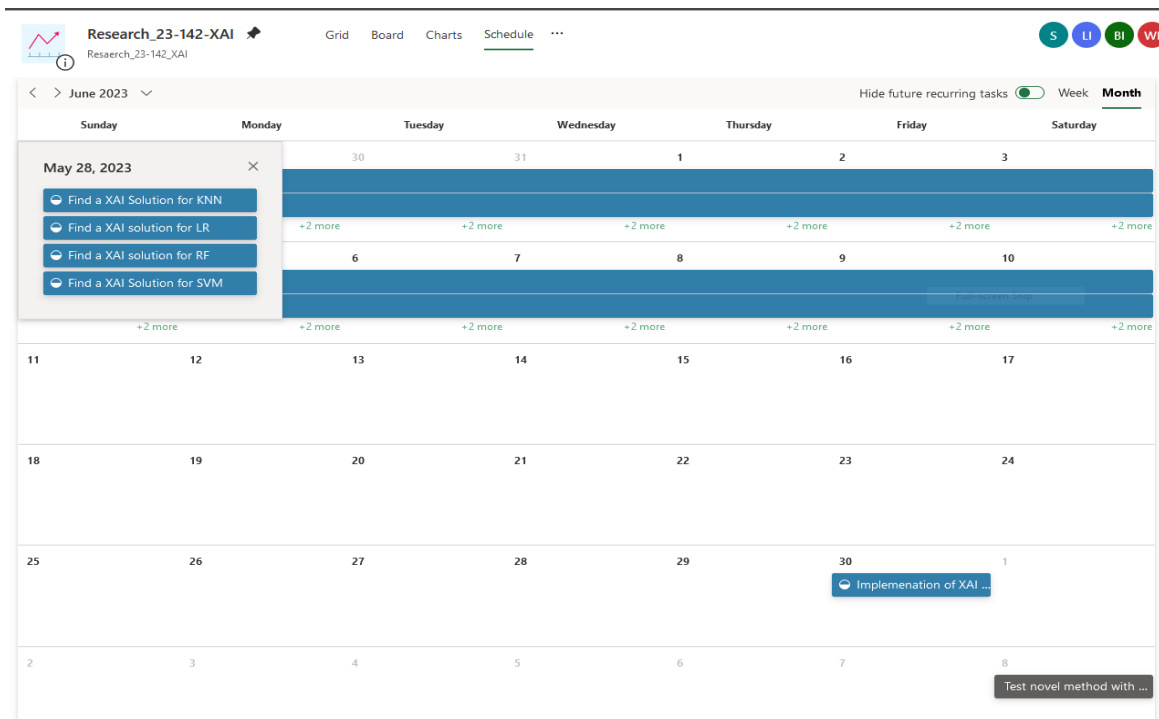 Research_23-142-XAI
Grid Board Charts Schedule ...
Resaerch_23-142_XAI
S LI BI WI
June 2023
Hide future recurring tasks Week Month
Sunday Monday Tuesday Wednesday Thursday Friday Saturday
May 28, 2023
Find a XAI Solution for KNN
Find a XAI solution for LR
Find a XAI solution for RF
Find a XAI Solution for SVM
30 31 1 2 3
+2 more +2 more +2 more +2 more +2 more +2 more
6 7 8 9 10
Full-screen Snip
+2 more +2 more +2 more +2 more +2 more +2 more +2 more
11 12 13 14 15 16 17
18 19 20 21 22 23 24
25 26 27 28 29 30 1
Implemenation of XAI ...
2 3 4 5 6 7 8
Test novel method with ...